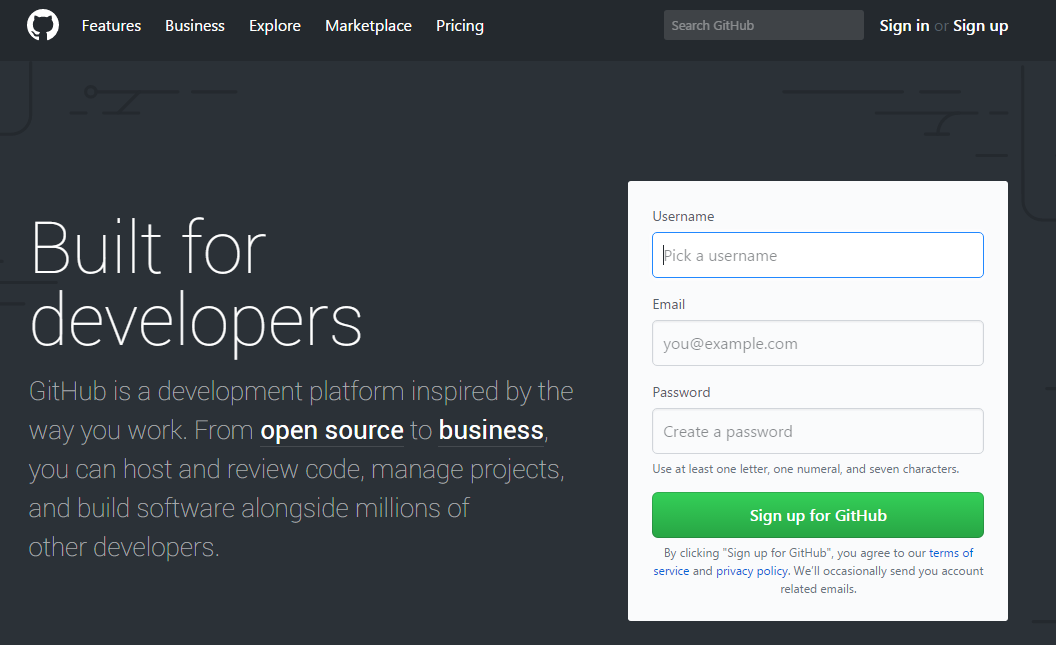 Features Business Explore Marketplace Pricing Search GitHub Sign in or Sign up
Built for
developers
GitHub is a development platform inspired by the
way you work. From open source to business,
you can host and review code, manage projects,
and build software alongside millions of
other developers.
Username
Pick a username
Email
you@example.com
Password
Create a password
Use at least one letter, one numeral, and seven characters.
Sign up for GitHub
By clicking "Sign up for GitHub", you agree to our terms of
service and privacy policy. We'll occasionally send you account
related emails.